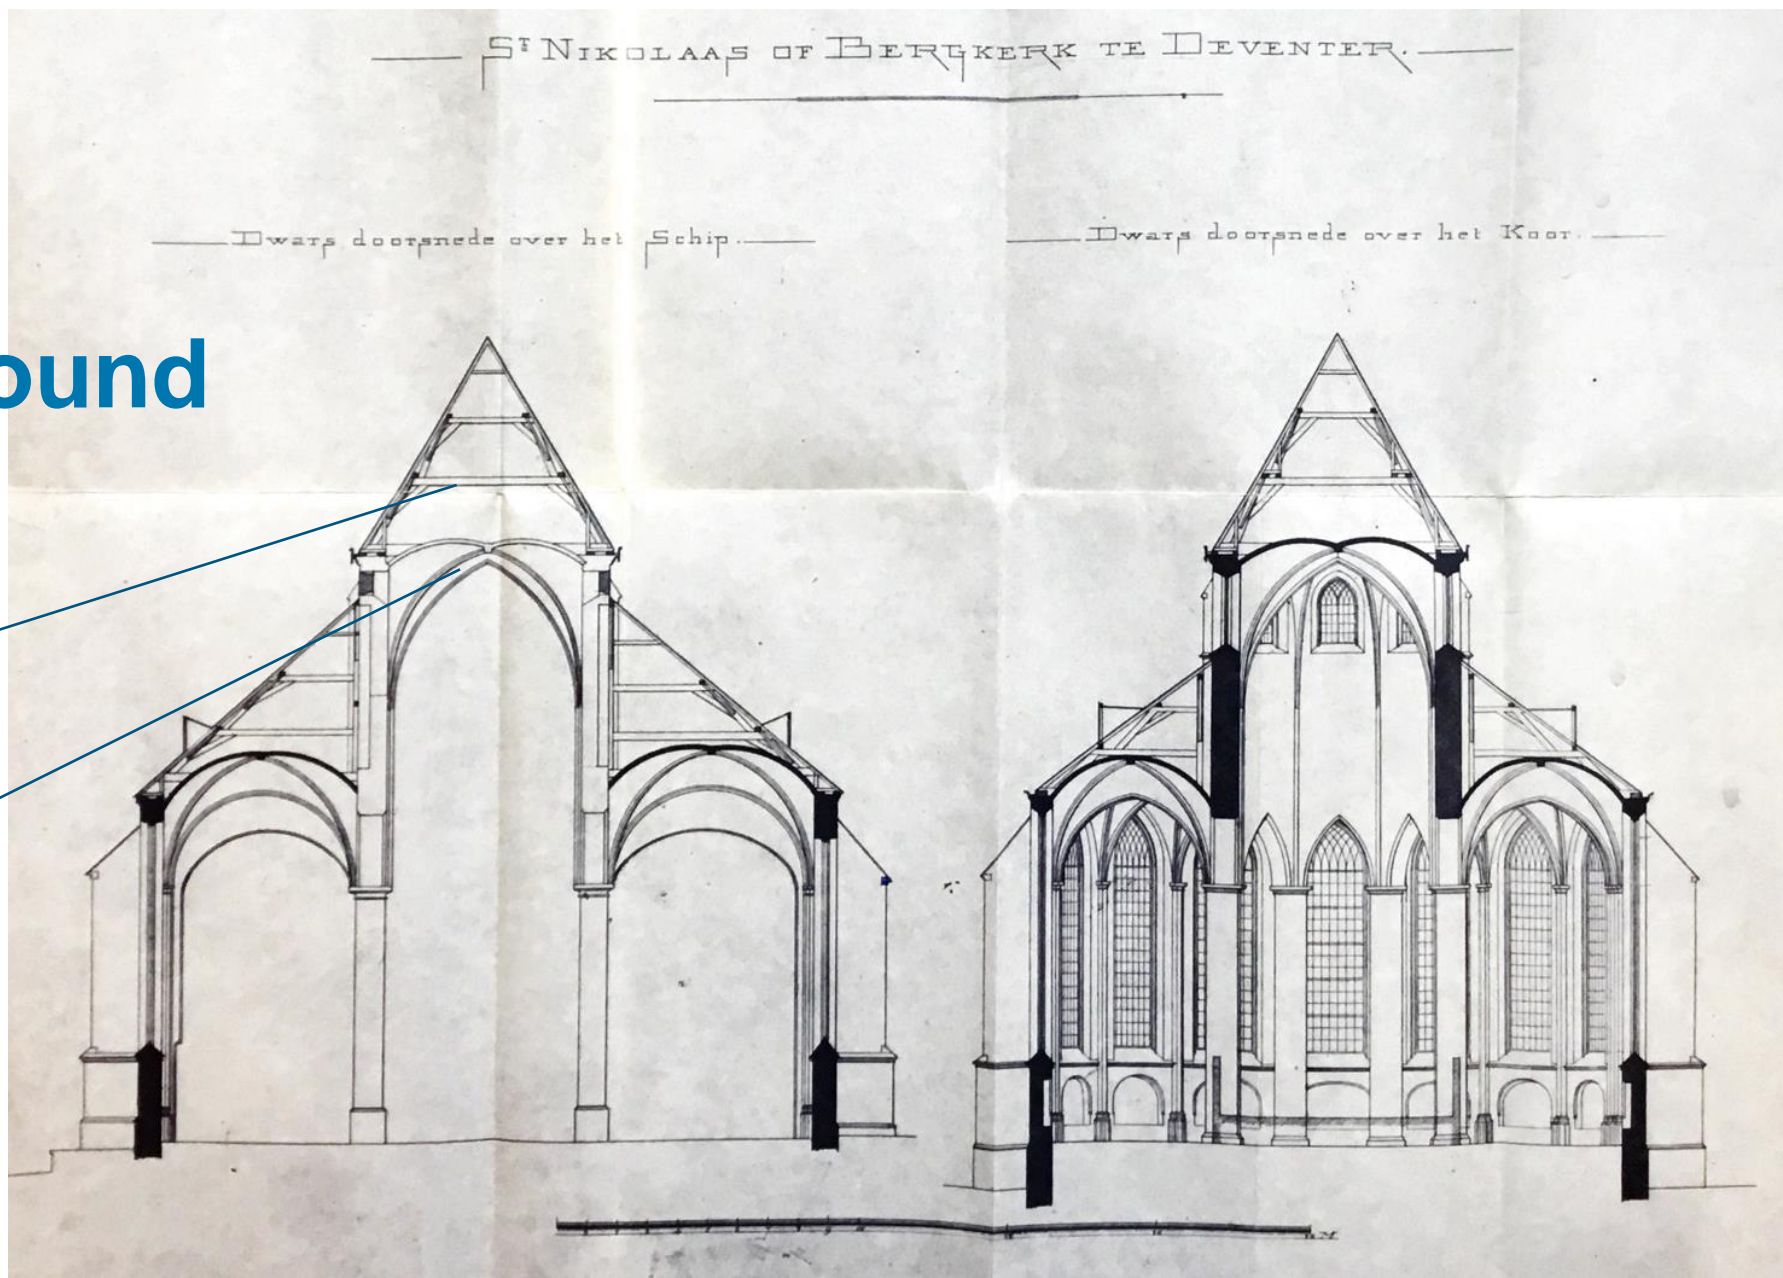 St NIKOLAAS OF BERGKERK TE DEVENTER.
Dwars doorsnede over het Schip.
Dwars doorsnede over het Koor.
ound